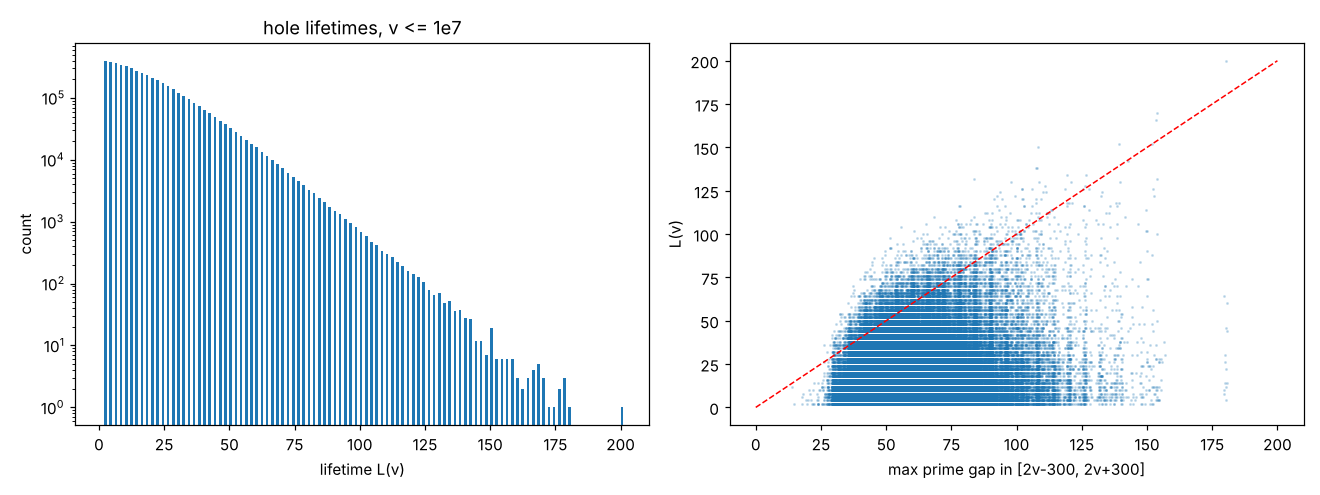 hole lifetimes, v <= 1e7
count
10^5
10^4
10^3
10^2
10^1
10^0
0 25 50 75 100 125 150 175 200
lifetime L(v)
L(v)
200
175
150
125
100
75
50
25
0
0 25 50 75 100 125 150 175 200
max prime gap in [2v-300, 2v+300]